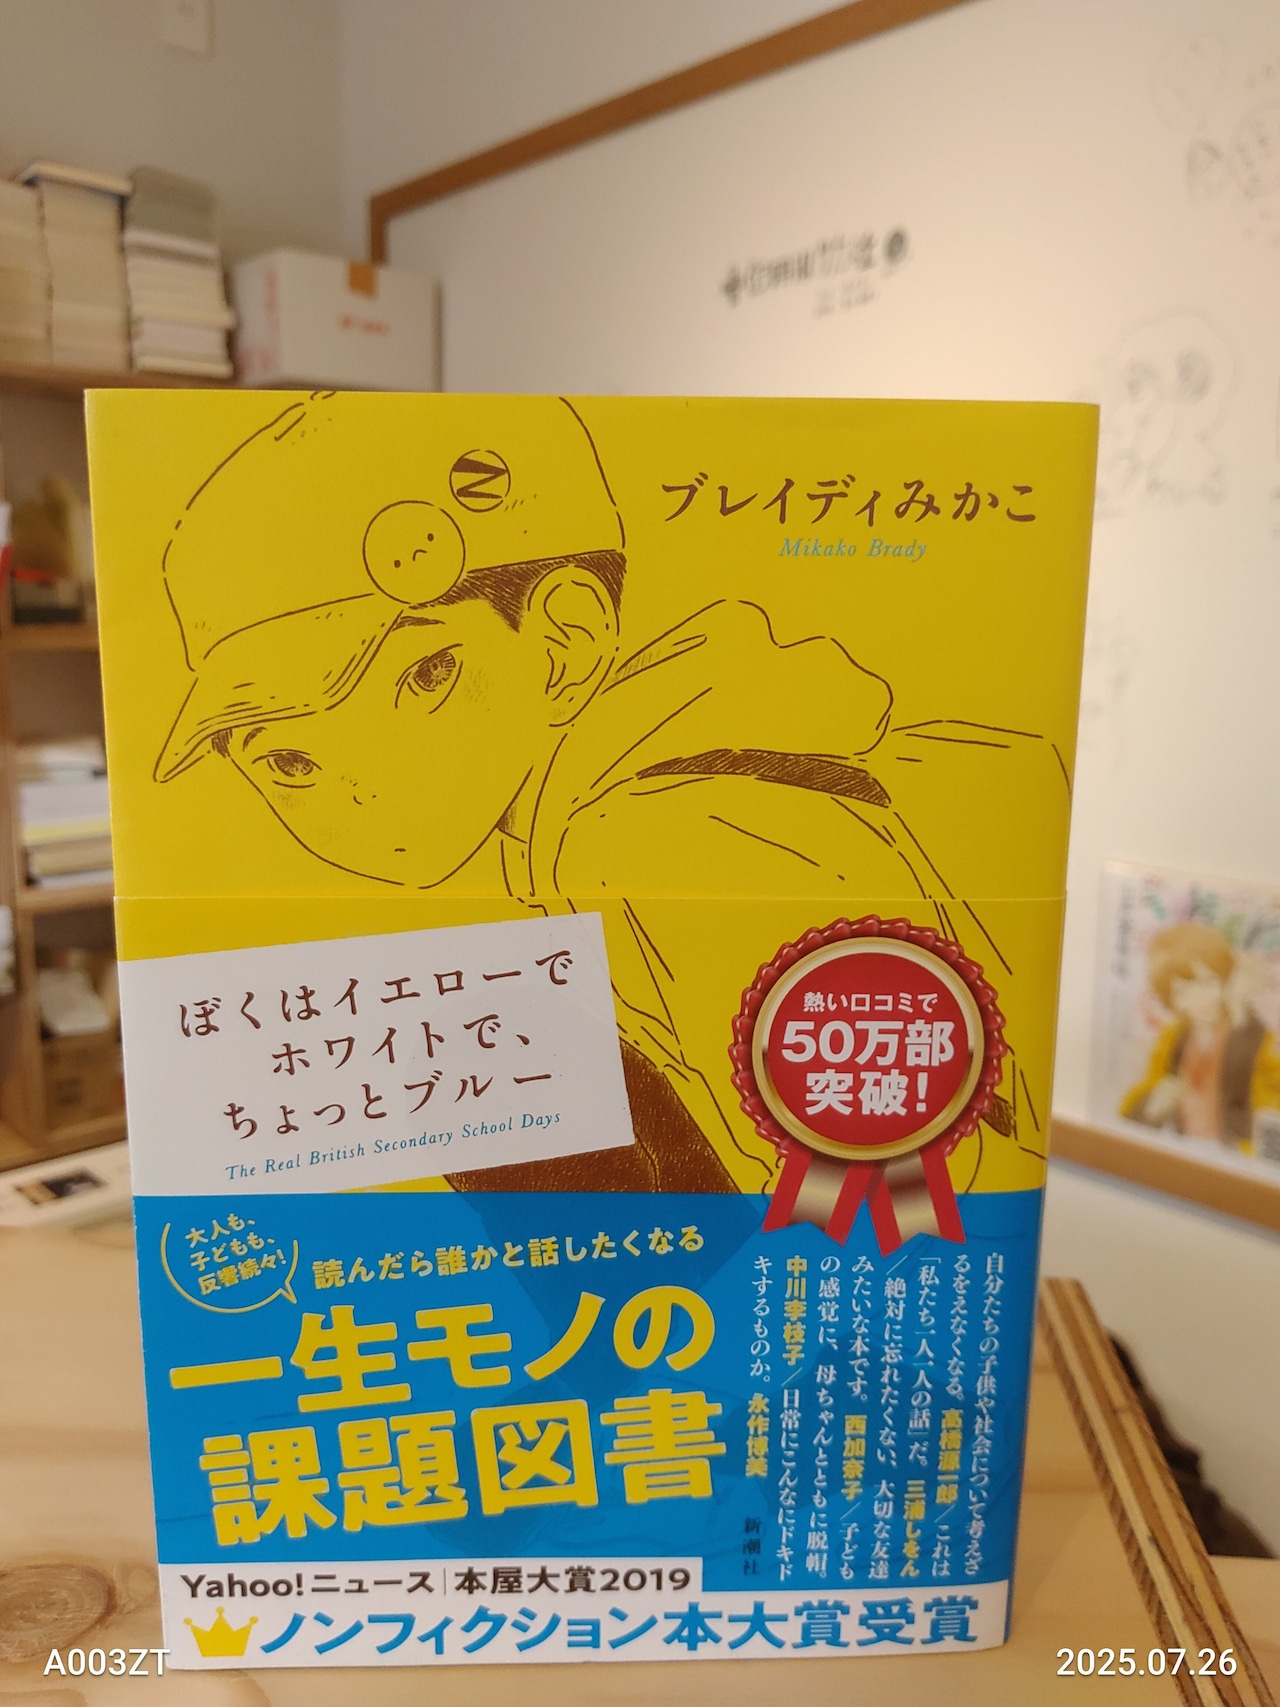 ブレイディみかこ
Mikako Brady
ぼくはイエローで
ホワイトで、
ちょっとブルー
The Real British Secondary School Days
熱い口コミで
50万部
突破!
大人も、
子どもも、
反響続々!
読んだら誰かと話したくなる
一生モノの
課題図書
自分たちの子供や社会について考えざ
るをえなくなる。高橋源一郎/これは
「私たち一人一人の話」だ。三浦しをん
/絶対に忘れたくない、大切な友達
みたいな本です。西加奈子/子ども
の感覚に、母ちゃんとともに脱帽。
中川李枝子/日常にこんなにドキド
キするものか。永作博美
新潮社
Yahoo!ニュース|本屋大賞2019
ノンフィクション本大賞受賞
A003ZT
2025.07.26